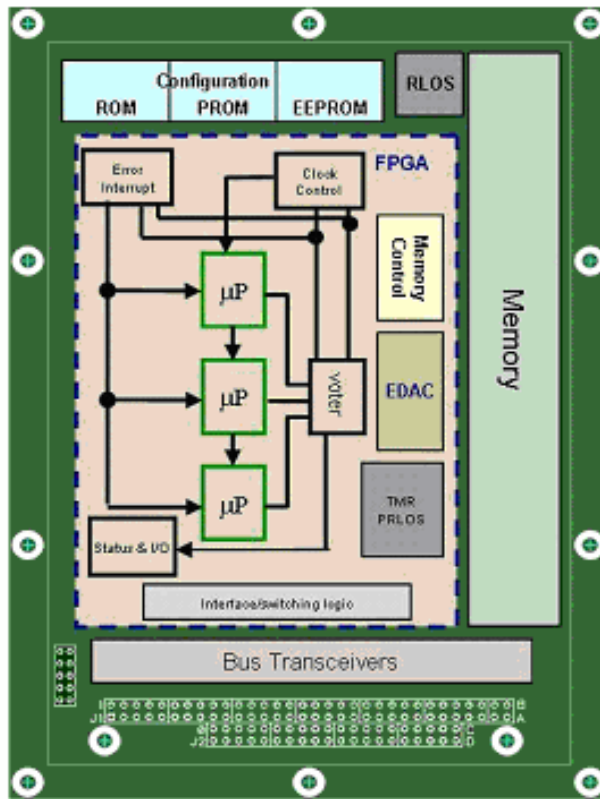 Configuration
ROM PROM EEPROM
RLOS
Error
Interrupt
Clock
Control
FPGA
Memory
Control
Memory
µP
µP
voter
EDAC
µP
TMR
PRLOS
Status & I/O
Interface/switching logic
Bus Transceivers
J1
B
A
J2
D